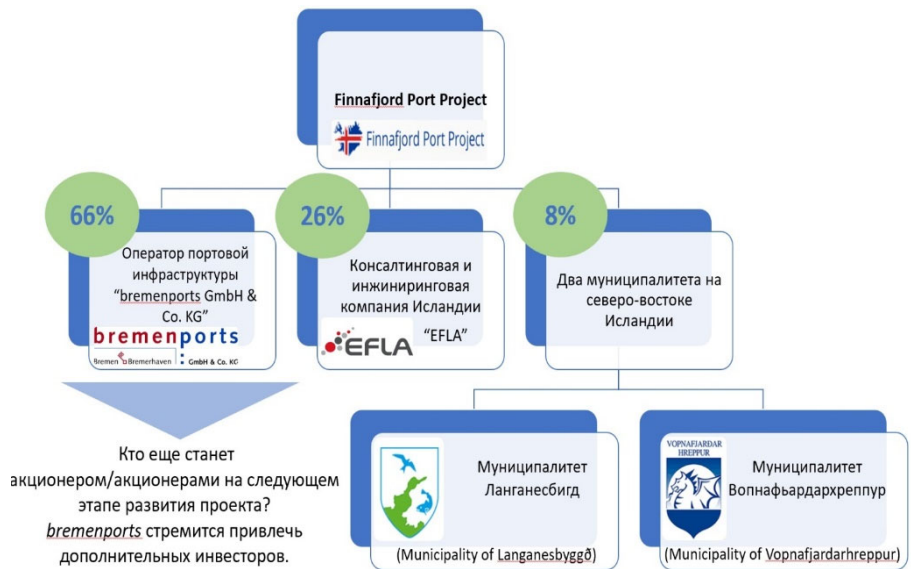 Finnafjord Port Project
Finnafjord Port Project
66%
Оператор портовой
инфраструктуры
“bremenports GmbH &
Co. KG”
bremenports
Bremen Bremerhaven GmbH & Co. KG
26%
Консалтинговая и
инжиниринговая
компания Исландии
“EFLA”
EFLA
8%
Два муниципалитета на
северо-востоке
Исландии
Кто еще станет
акционером/акционерами на следующем
этапе развития проекта?
bremenports стремится привлечь
дополнительных инвесторов.
Муниципалитет
Ланганесбигд
(Municipality of Langanesbyggð)
VOPNAFJARDAR
HREPPUR
Муниципалитет
Вопнафьардархреппур
(Municipality of Vopnafjardarhreppur)